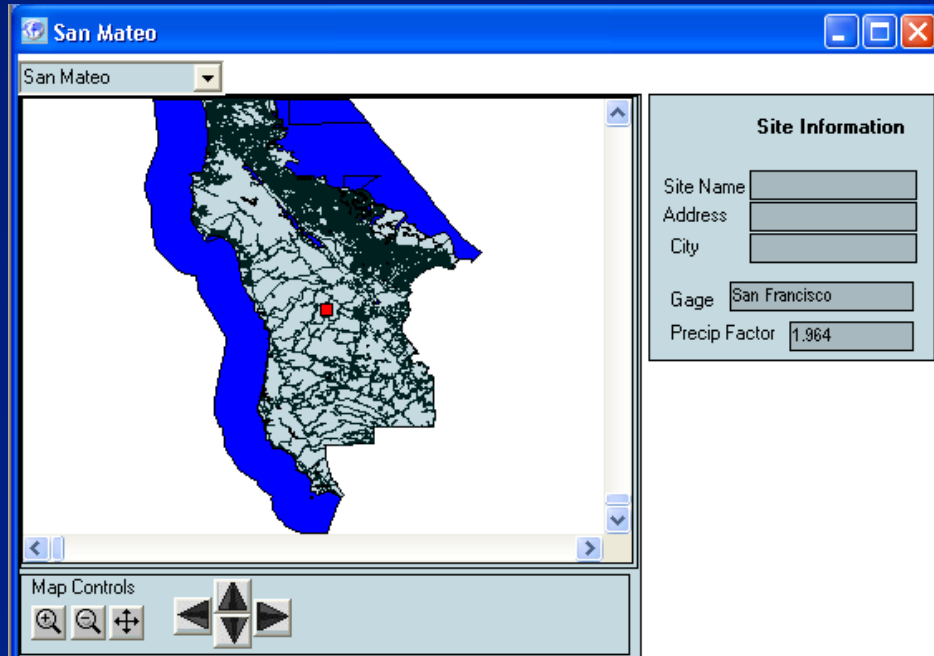 San Mateo
San Mateo
Site Information
Site Name
Address
City
Gage San Francisco
Precip Factor 1.964
Map Controls